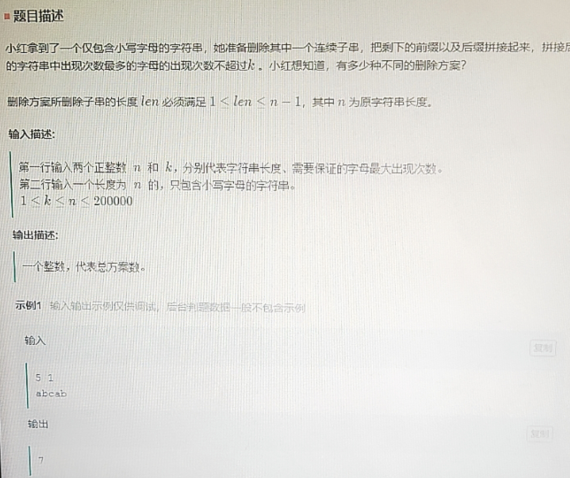 题目描述
小红拿到了一个仅包含小写字母的字符串，她准备删除其中一个连续子串，把剩下的前缀以及后缀拼接起来，拼接后
的字符串中出现次数最多的字母的出现次数不超过k。小红想知道，有多少种不同的删除方案？
删除方案所删除子串的长度 len 必须满足 1 ≤ len ≤ n − 1，其中 n 为原字符串长度。
输入描述:
第一行输入两个正整数 n 和 k，分别代表字符串长度、需要保证的字母最大出现次数。
第二行输入一个长度为 n 的，只包含小写字母的字符串。
1 ≤ k ≤ n ≤ 200000
输出描述:
一个整数，代表总方案数。
示例1 输入输出示例仅供调试，后台判题数据一般不包含示例
输入
复制
5 1
abcab
输出
复制
7